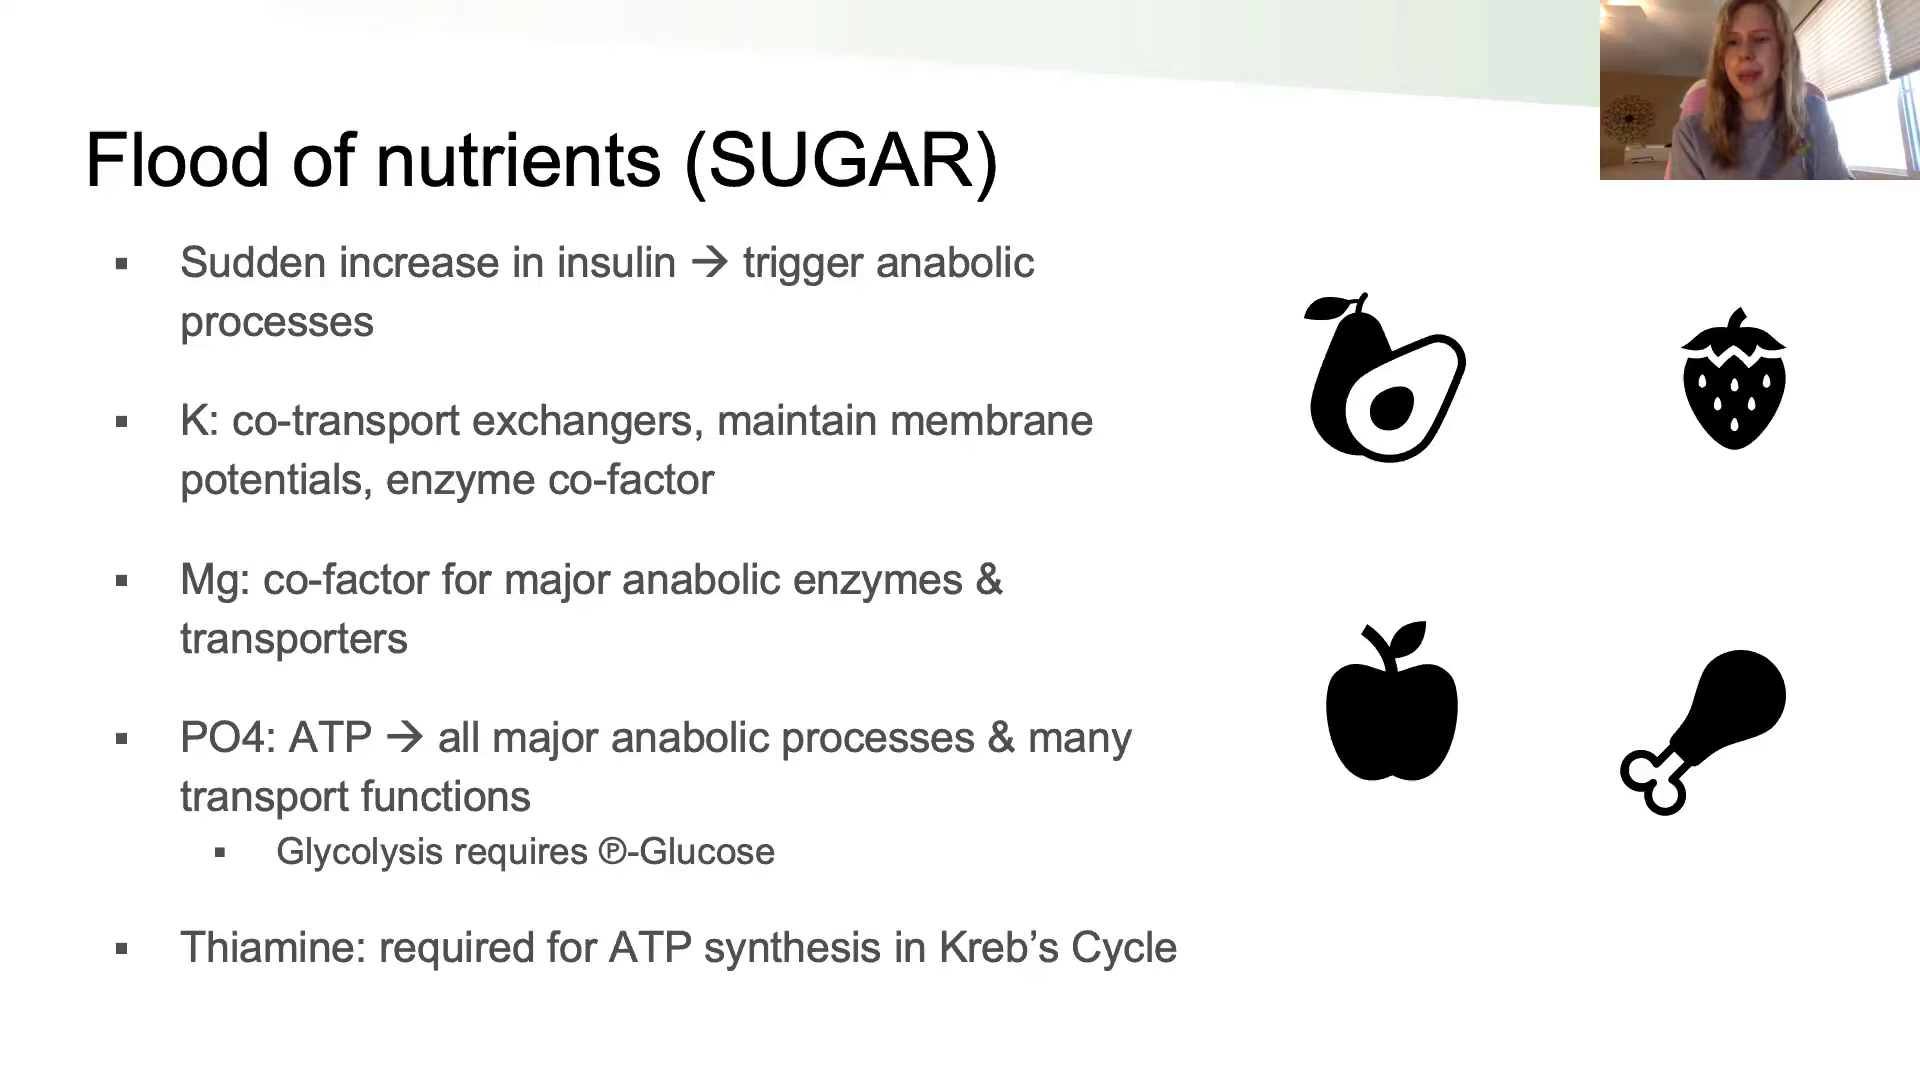 Flood of nutrients (SUGAR)
▪ Sudden increase in insulin → trigger anabolic
processes
▪ K: co-transport exchangers, maintain membrane
potentials, enzyme co-factor
▪ Mg: co-factor for major anabolic enzymes &
transporters
▪ PO4: ATP → all major anabolic processes & many
transport functions
▪ Glycolysis requires ℗-Glucose
▪ Thiamine: required for ATP synthesis in Kreb’s Cycle